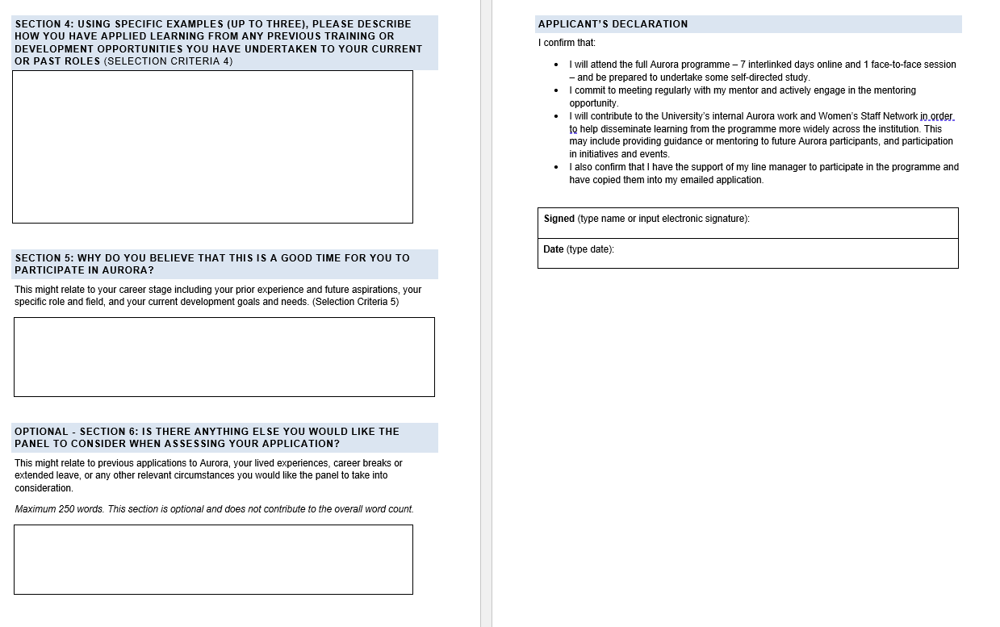 SECTION 4: USING SPECIFIC EXAMPLES (UP TO THREE), PLEASE DESCRIBE
HOW YOU HAVE APPLIED LEARNING FROM ANY PREVIOUS TRAINING OR
DEVELOPMENT OPPORTUNITIES YOU HAVE UNDERTAKEN TO YOUR CURRENT
OR PAST ROLES (SELECTION CRITERIA 4)
SECTION 5: WHY DO YOU BELIEVE THAT THIS IS A GOOD TIME FOR YOU TO
PARTICIPATE IN AURORA?
This might relate to your career stage including your prior experience and future aspirations, your
specific role and field, and your current development goals and needs. (Selection Criteria 5)
OPTIONAL - SECTION 6: IS THERE ANYTHING ELSE YOU WOULD LIKE THE
PANEL TO CONSIDER WHEN ASSESSING YOUR APPLICATION?
This might relate to previous applications to Aurora, your lived experiences, career breaks or
extended leave, or any other relevant circumstances you would like the panel to take into
consideration.
Maximum 250 words. This section is optional and does not contribute to the overall word count.
APPLICANT'S DECLARATION
I confirm that:
• I will attend the full Aurora programme – 7 interlinked days online and 1 face-to-face session
– and be prepared to undertake some self-directed study.
• I commit to meeting regularly with my mentor and actively engage in the mentoring
opportunity.
• I will contribute to the University's internal Aurora work and Women's Staff Network in order
to help disseminate learning from the programme more widely across the institution. This
may include providing guidance or mentoring to future Aurora participants, and participation
in initiatives and events.
• I also confirm that I have the support of my line manager to participate in the programme and
have copied them into my emailed application.
Signed (type name or input electronic signature):
Date (type date):